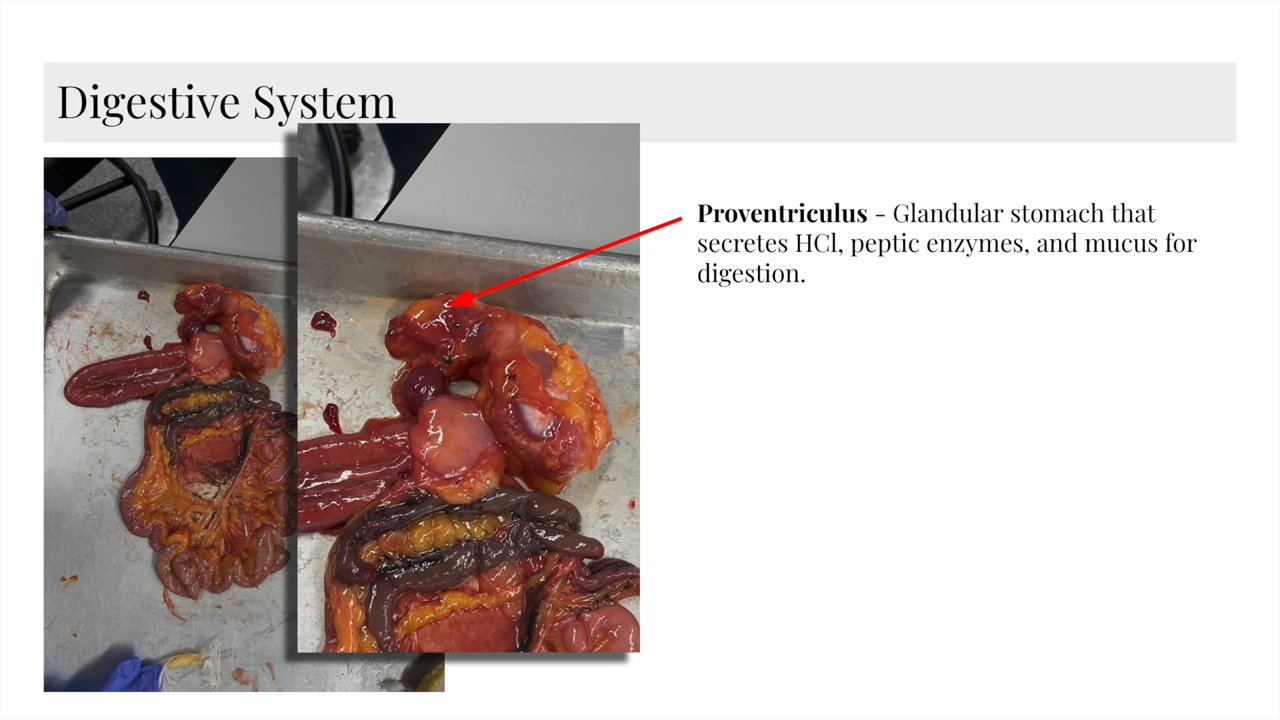 Digestive System
Proventriculus - Glandular stomach that
secretes HCl, peptic enzymes, and mucus for
digestion.